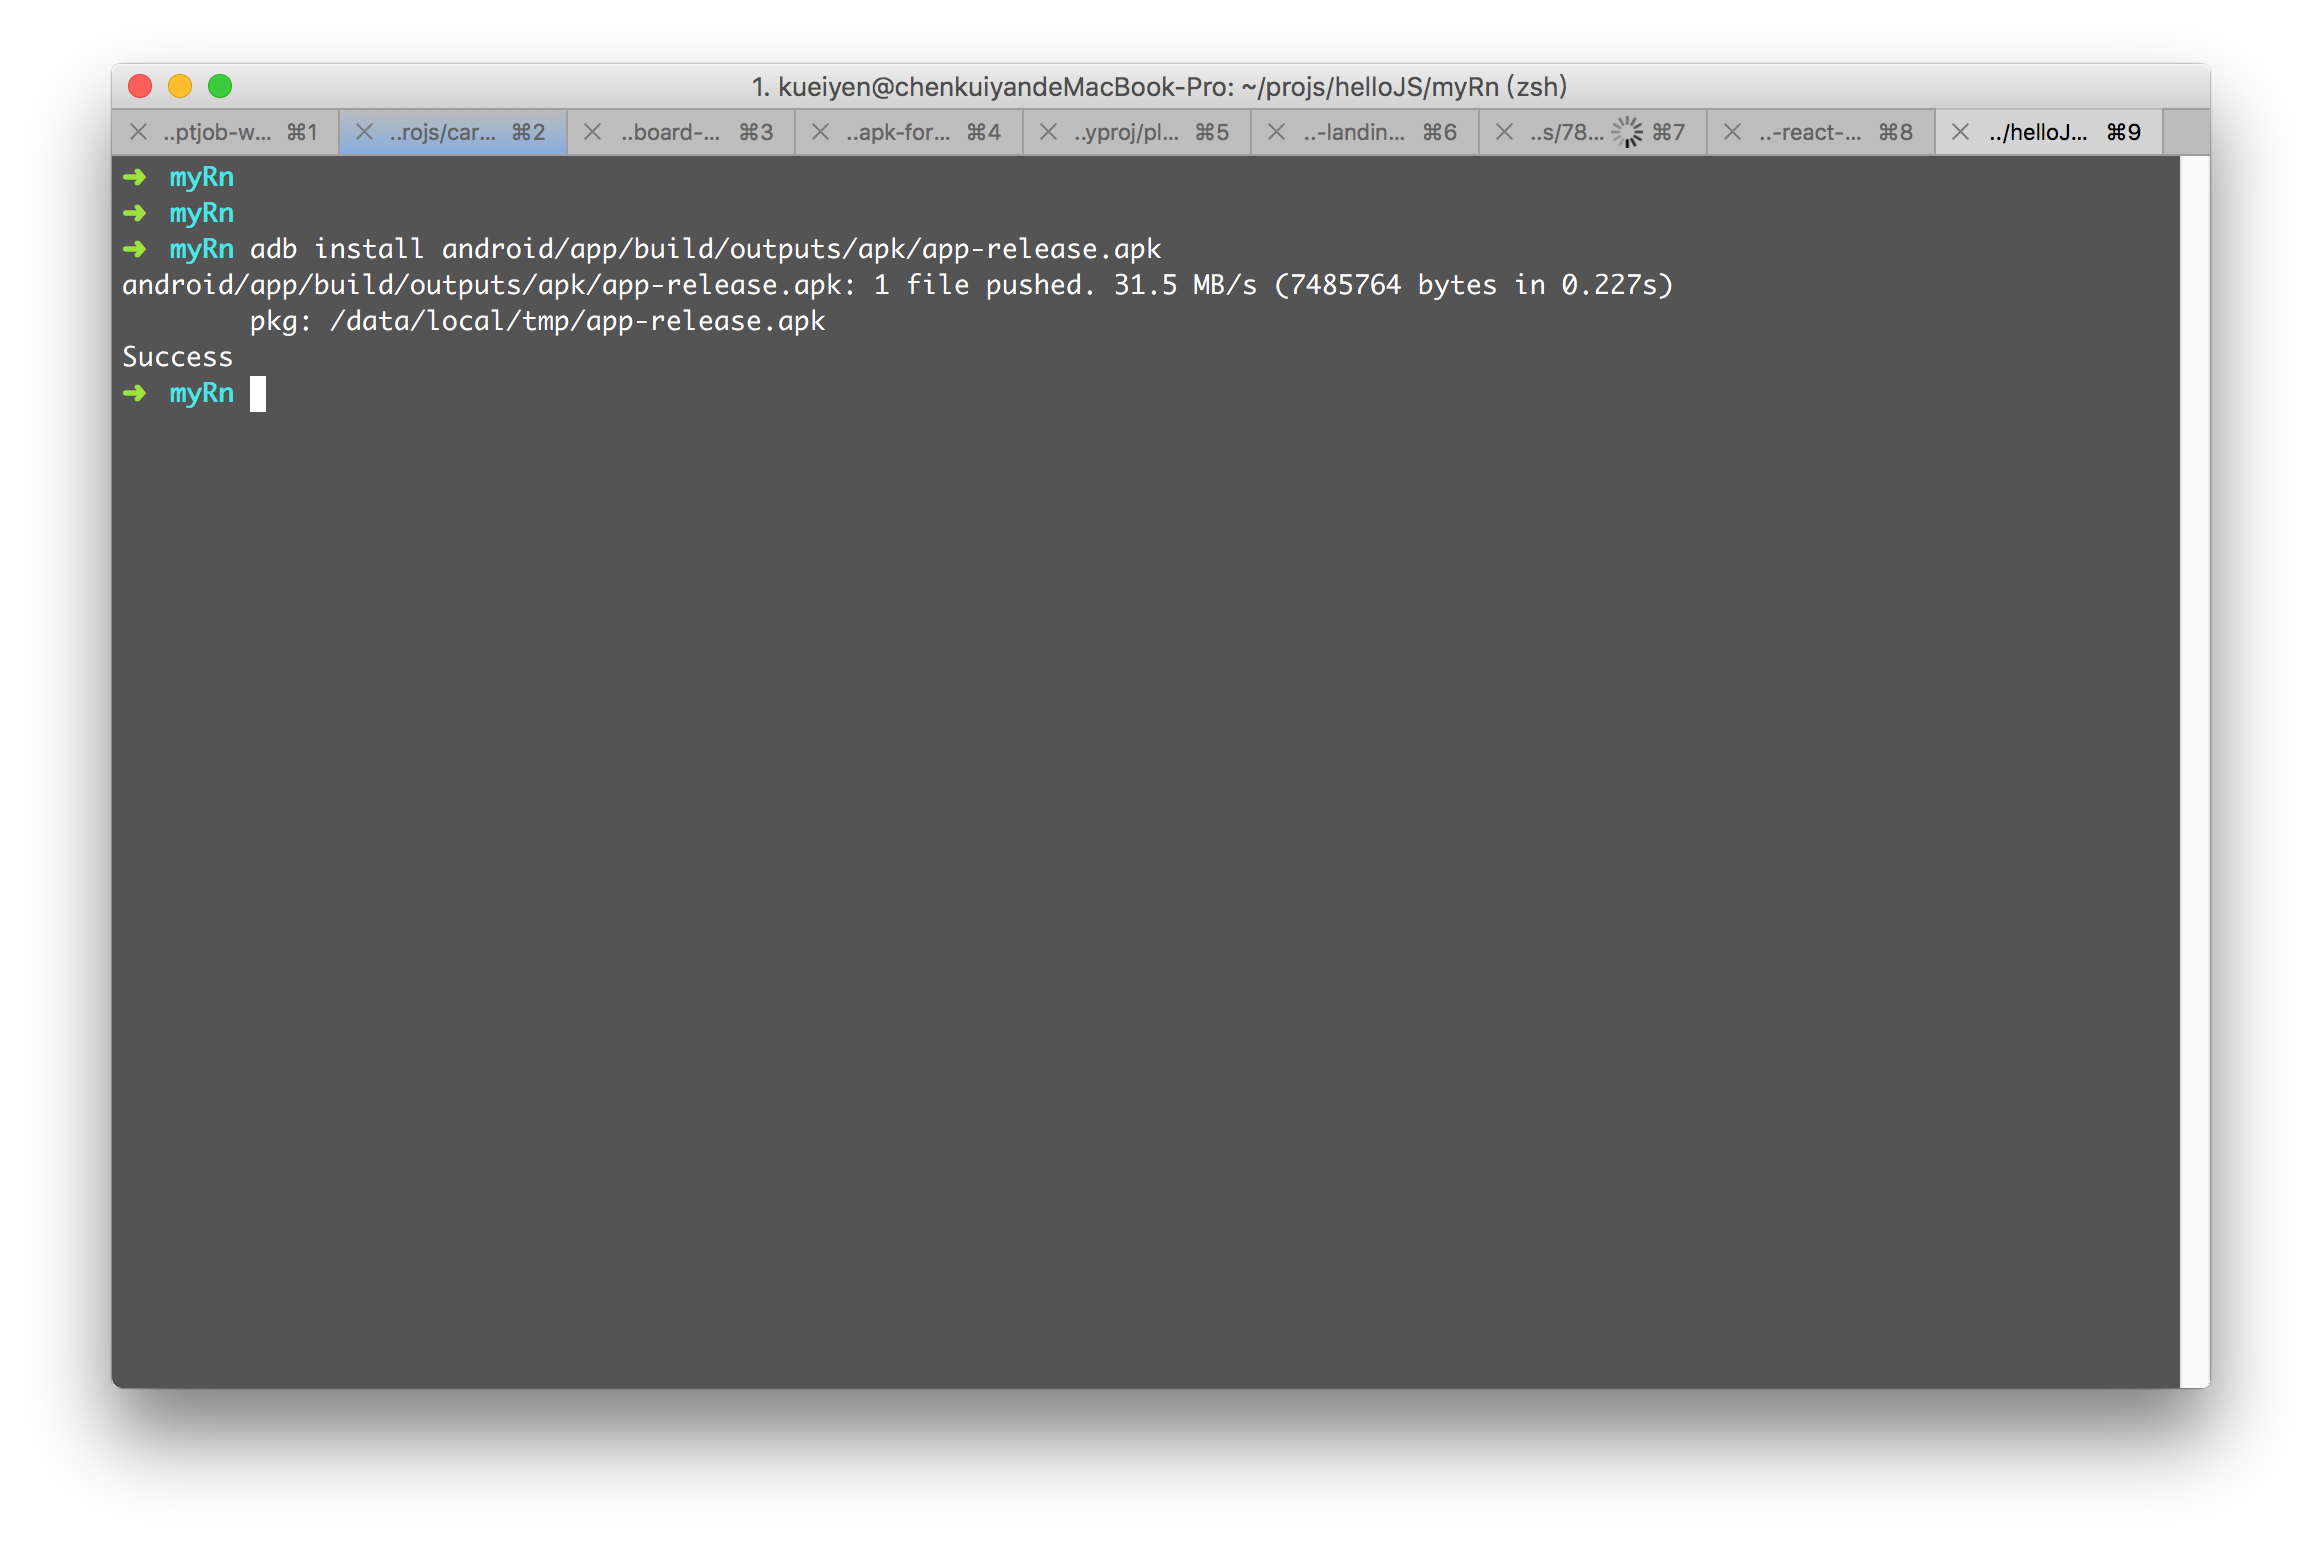 1. kueiyen@chenkuiyandeMacBook-Pro: ~/projs/helloJS/myRn (zsh)
..ptjob-w... ⌘1 ..rojs/car... ⌘2 ..board-... ⌘3 ..apk-for... ⌘4 ..yproj/pl... ⌘5 ..-landin... ⌘6 ..s/78... ⌘7 ..-react-... ⌘8 ../helloJ... ⌘9
➜ myRn
➜ myRn
➜ myRn adb install android/app/build/outputs/apk/app-release.apk
android/app/build/outputs/apk/app-release.apk: 1 file pushed. 31.5 MB/s (7485764 bytes in 0.227s)
pkg: /data/local/tmp/app-release.apk
Success
➜ myRn